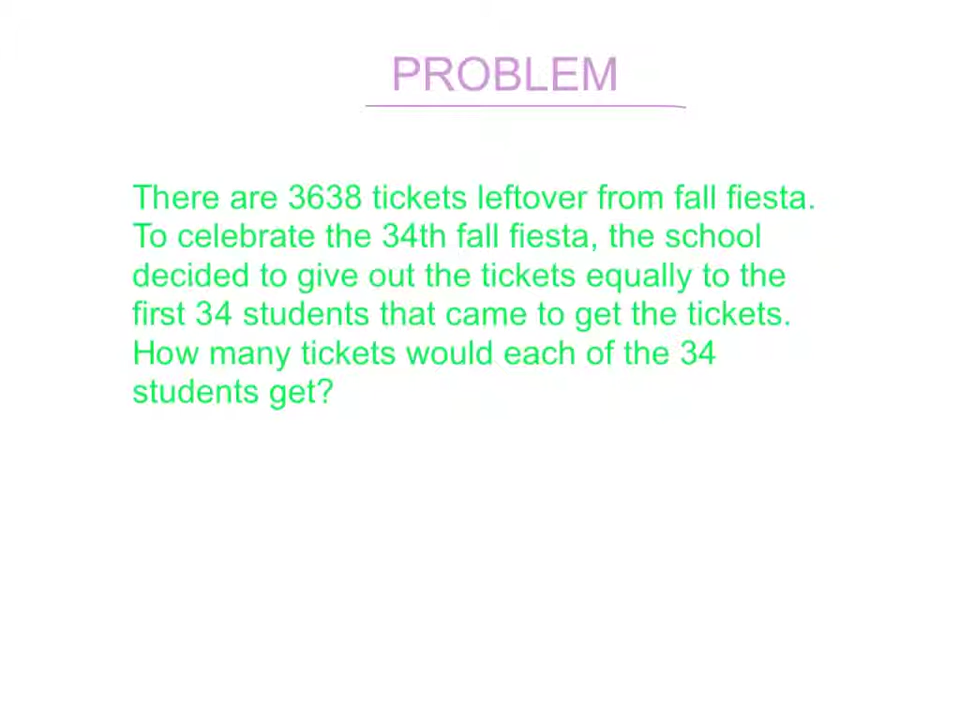 PROBLEM
There are 3638 tickets leftover from fall fiesta.
To celebrate the 34th fall fiesta, the school
decided to give out the tickets equally to the
first 34 students that came to get the tickets.
How many tickets would each of the 34
students get?